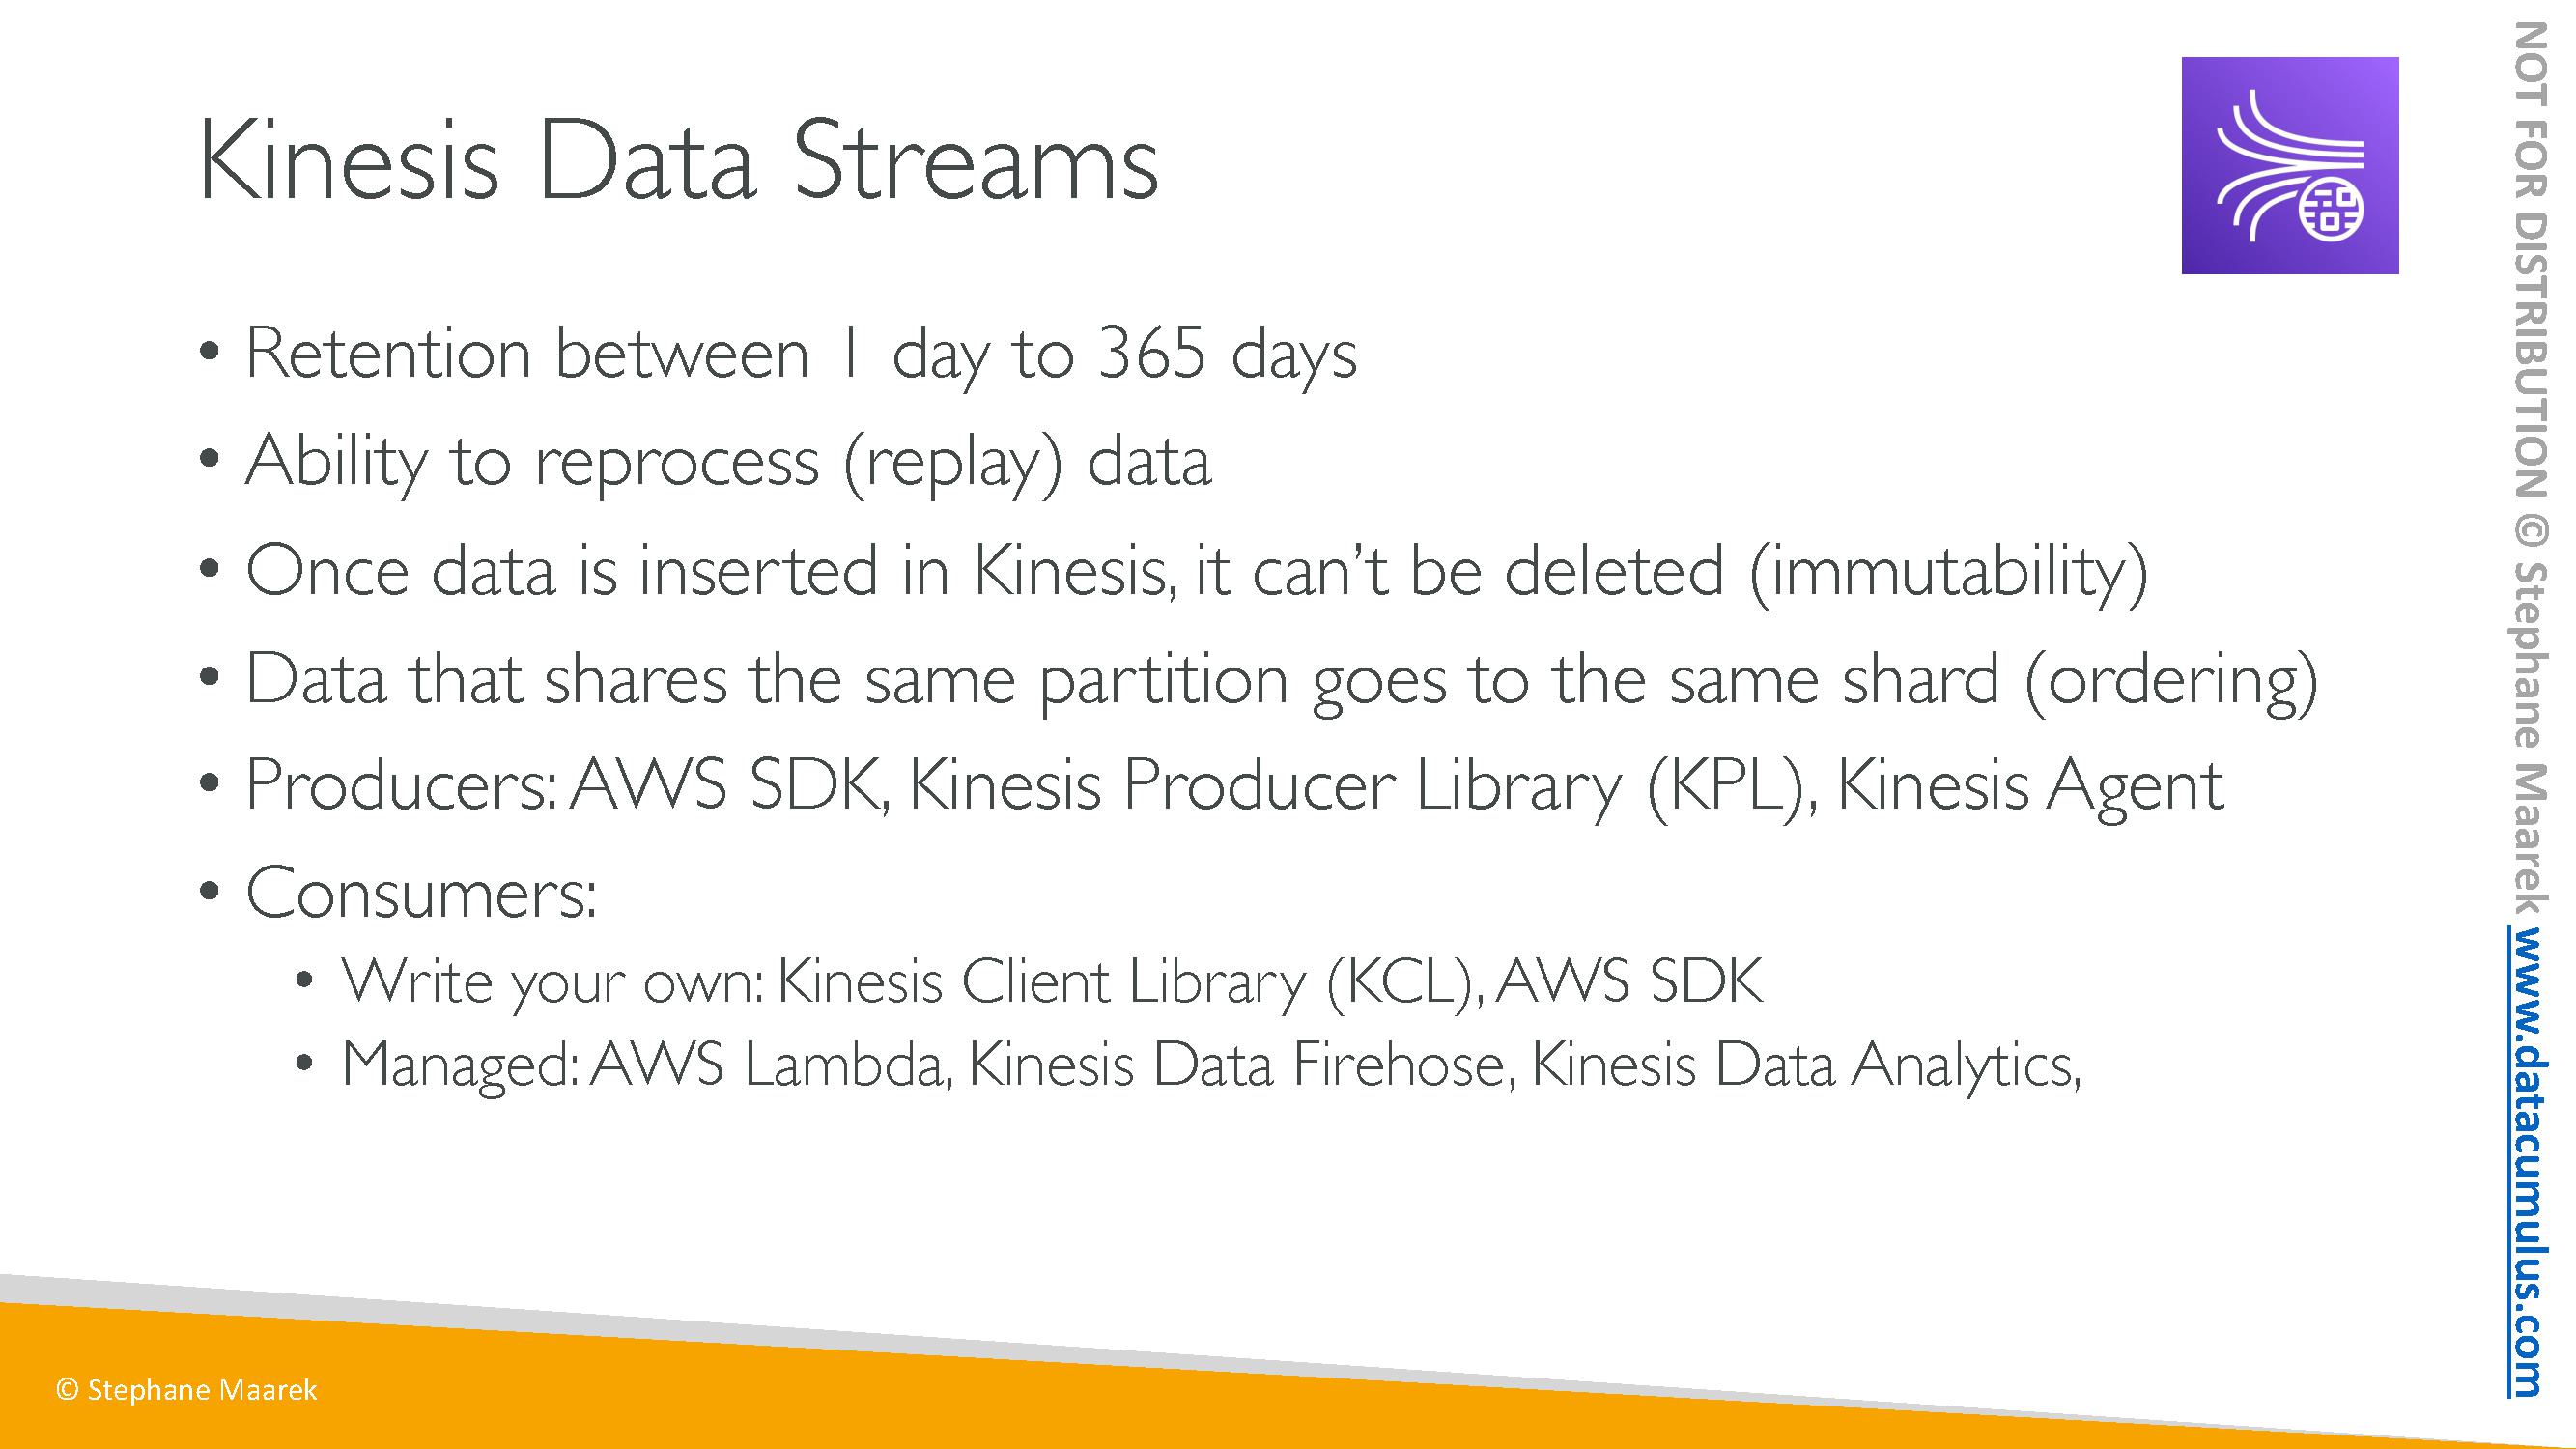 Kinesis Data Streams
• Retention between 1 day to 365 days
• Ability to reprocess (replay) data
• Once data is inserted in Kinesis, it can’t be deleted (immutability)
• Data that shares the same partition goes to the same shard (ordering)
• Producers: AWS SDK, Kinesis Producer Library (KPL), Kinesis Agent
• Consumers:
• Write your own: Kinesis Client Library (KCL), AWS SDK
• Managed: AWS Lambda, Kinesis Data Firehose, Kinesis Data Analytics,
© Stephane Maarek
NOT FOR DISTRIBUTION © Stephane Maarek www.datacumulus.com